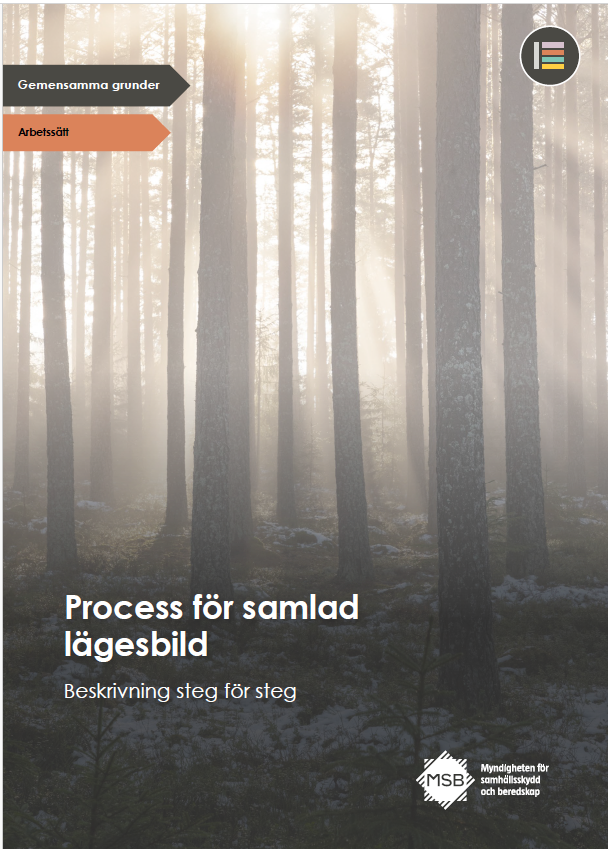 Gemensamma grunder
Arbetssätt
Process för samlad
lägesbild
Beskrivning steg för steg
MSB
Myndigheten för
samhällsskydd
och beredskap